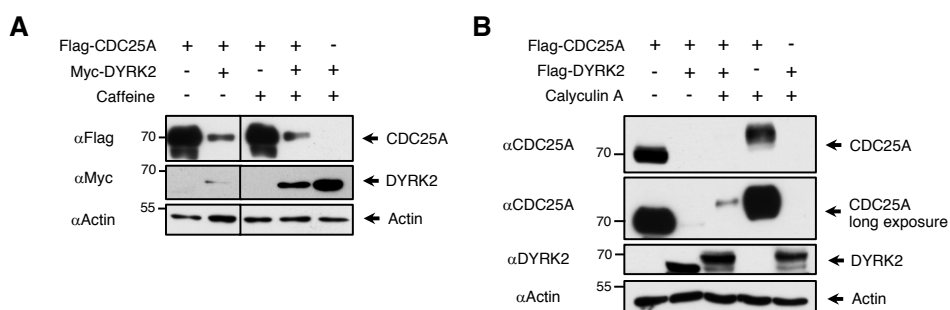 A
Flag-CDC25A + + + + -
Myc-DYRK2 - + - + +
Caffeine - - + + +
αFlag 70 CDC25A
αMyc 70 DYRK2
αActin 55 Actin
B
Flag-CDC25A + + + + -
Flag-DYRK2 - + + - +
Calyculin A - - + + +
αCDC25A 70 CDC25A
αCDC25A 70 CDC25A
long exposure
αDYRK2 70 DYRK2
αActin 55 Actin